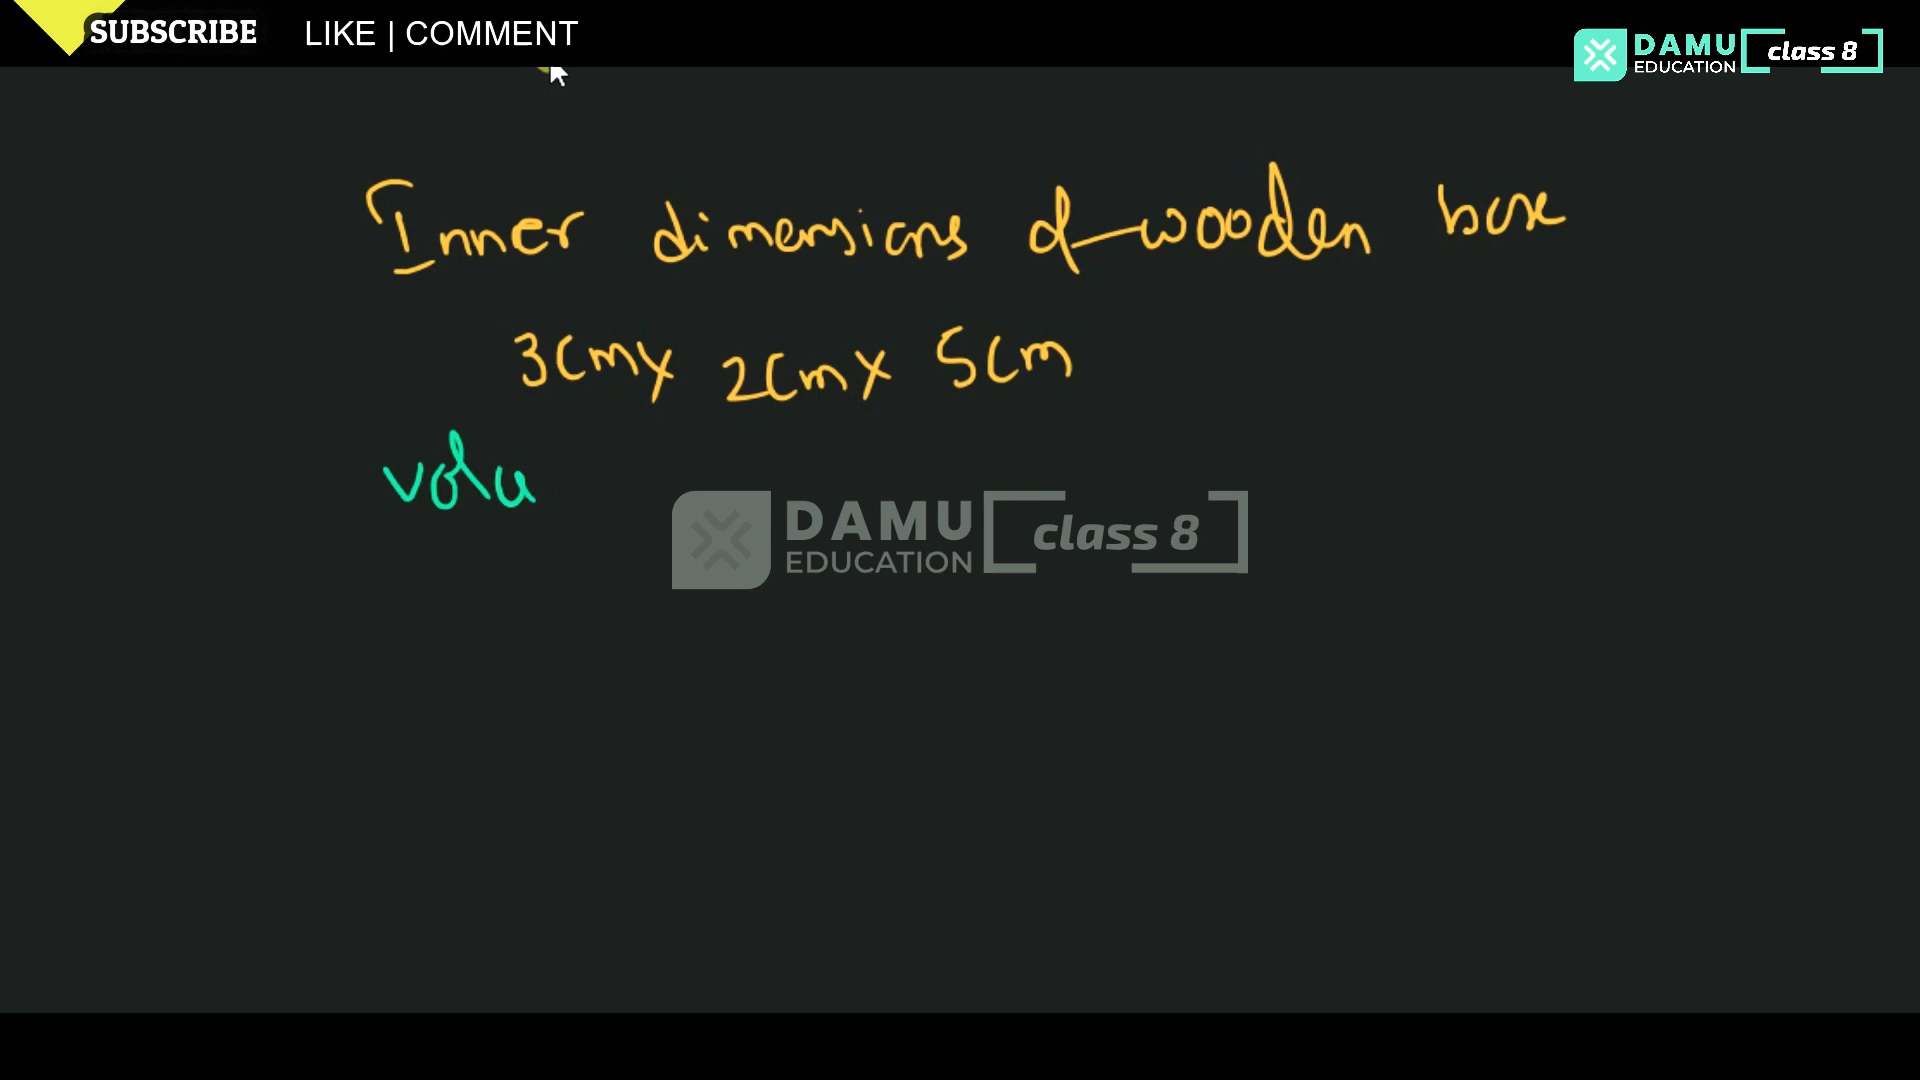 SUBSCRIBE LIKE | COMMENT
DAMU EDUCATION class 8
Inner dimensions of wooden box
3cm x 2cm x 5cm
volu
DAMU EDUCATION class 8